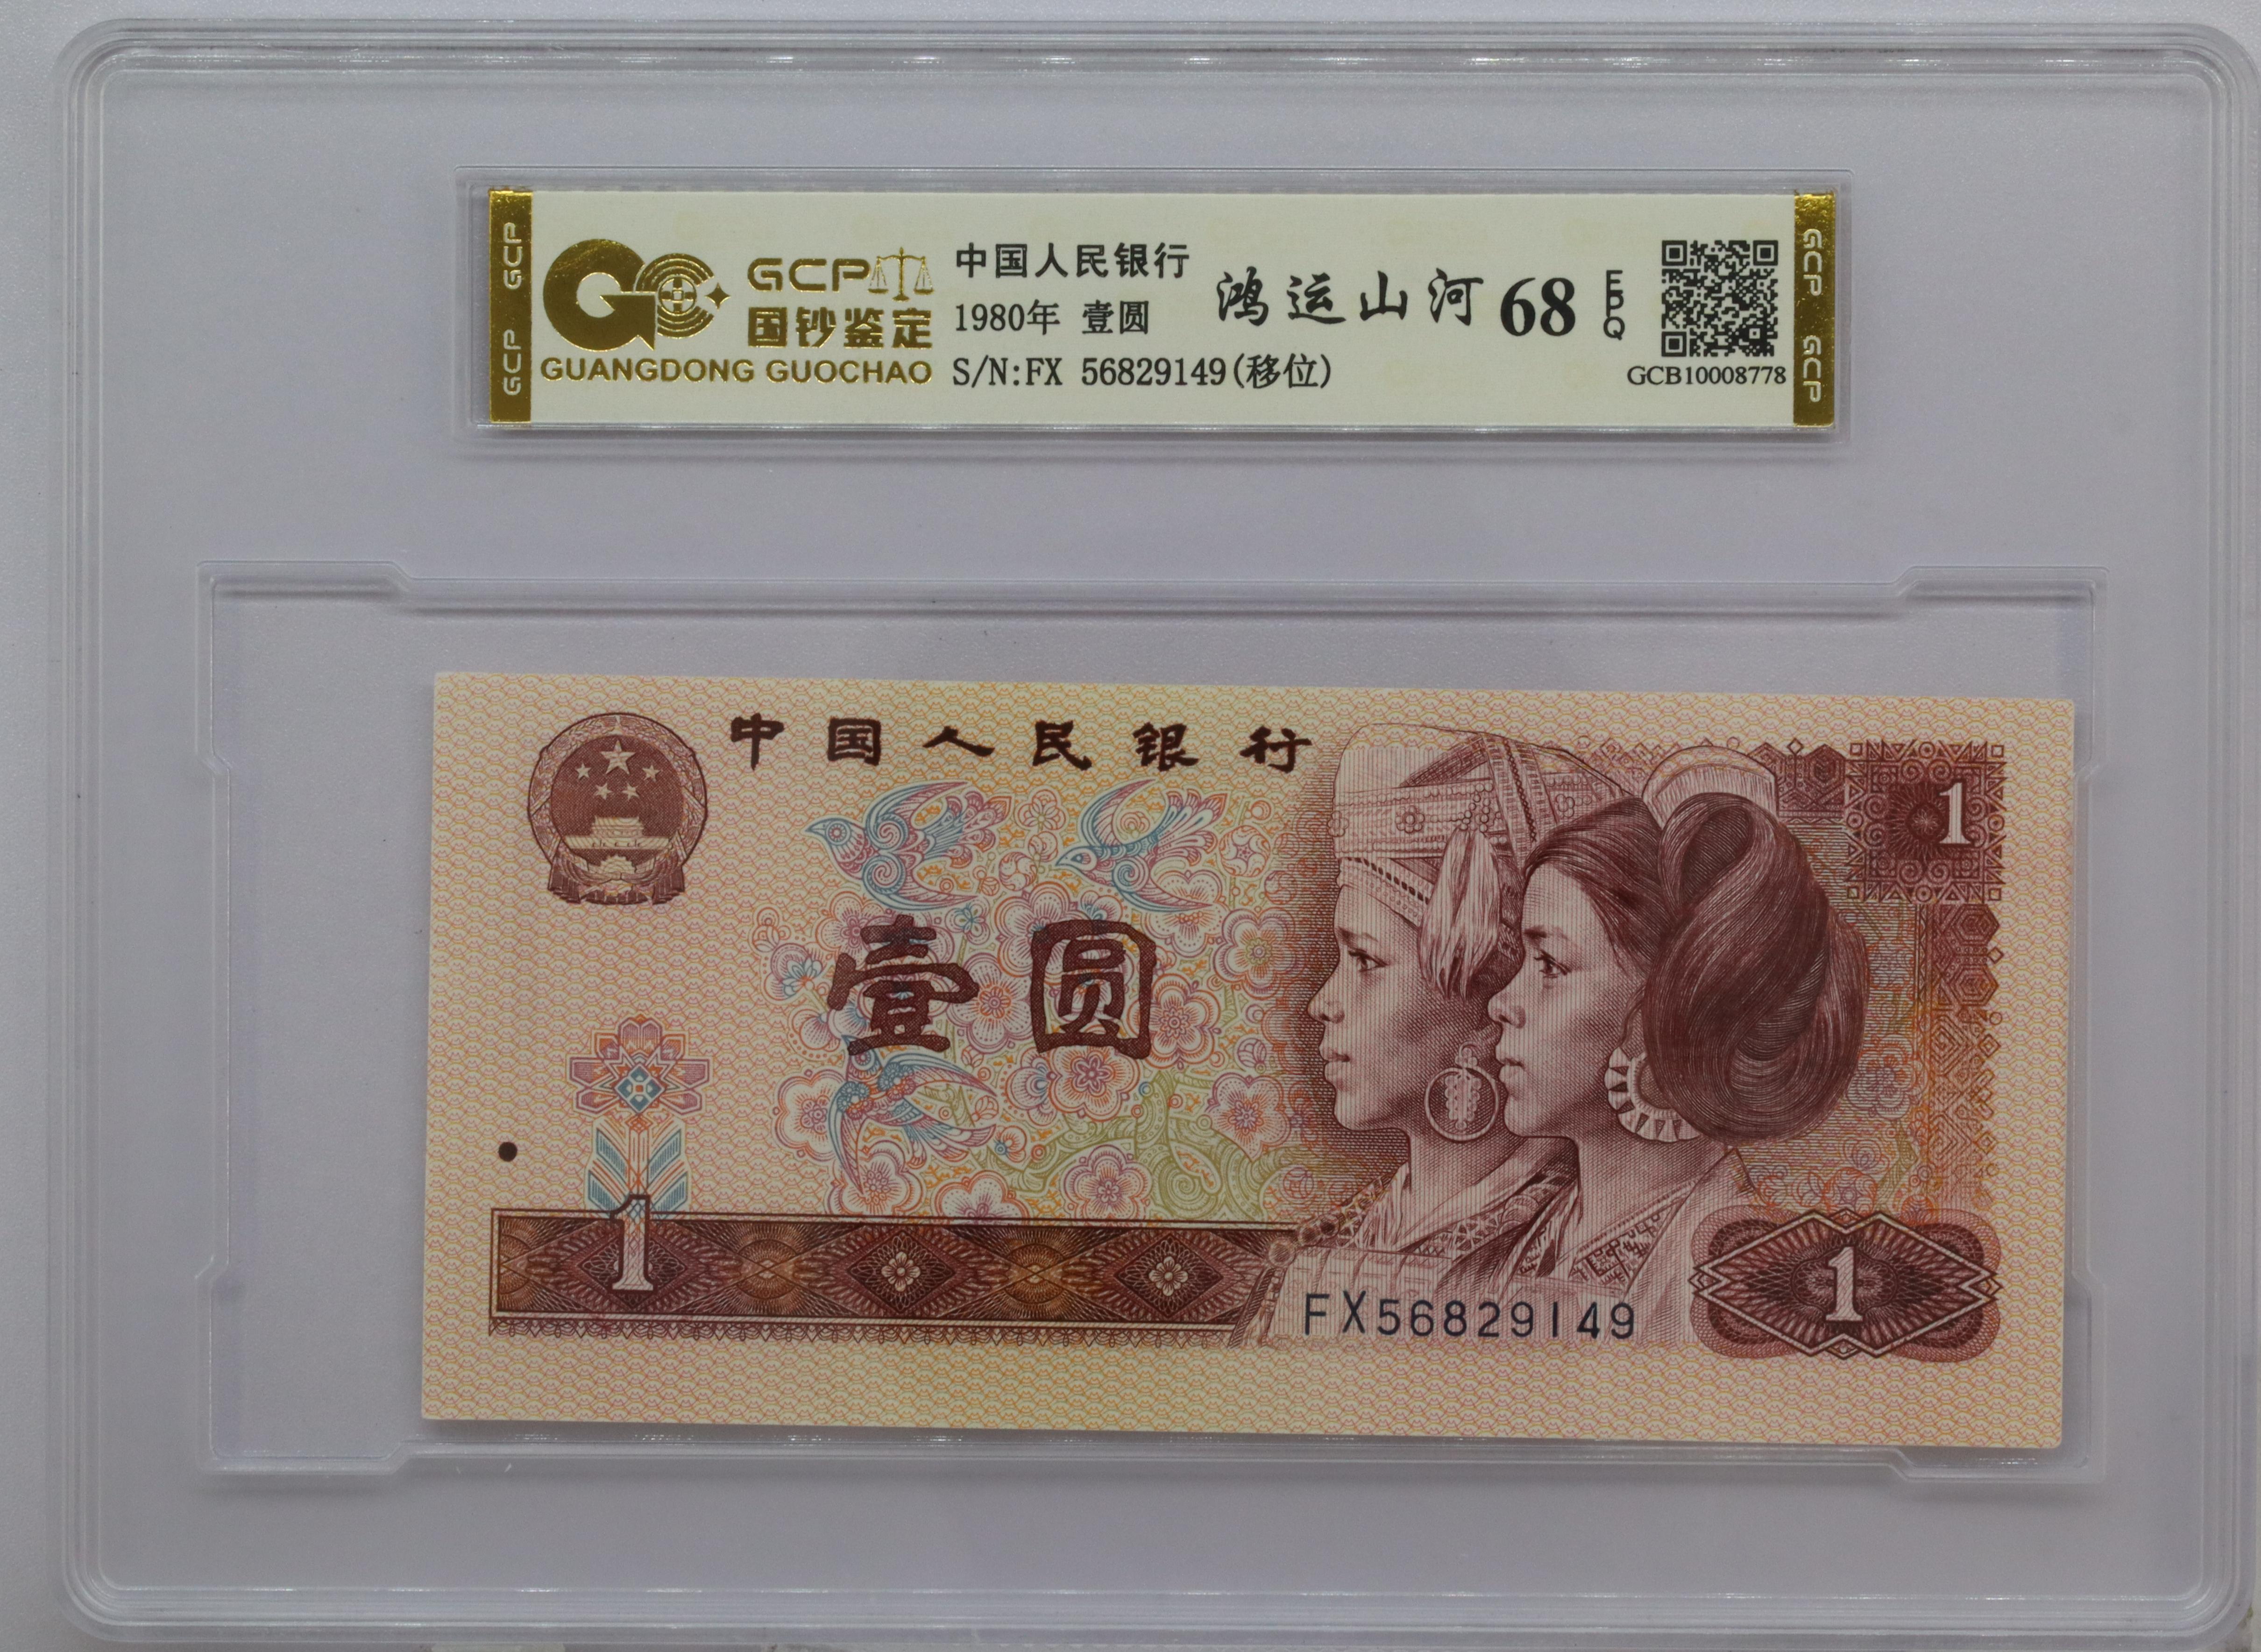 GCP GCP
GCP
国钞鉴定
GUANGDONG GUOCHAO
中国人民银行
1980年 壹圆
S/N:FX 56829149(移位)
鸿运山河 68 EPQ
GCB10008778
GCP GCP
中国人民银行
1
壹圆
1
FX56829149
1